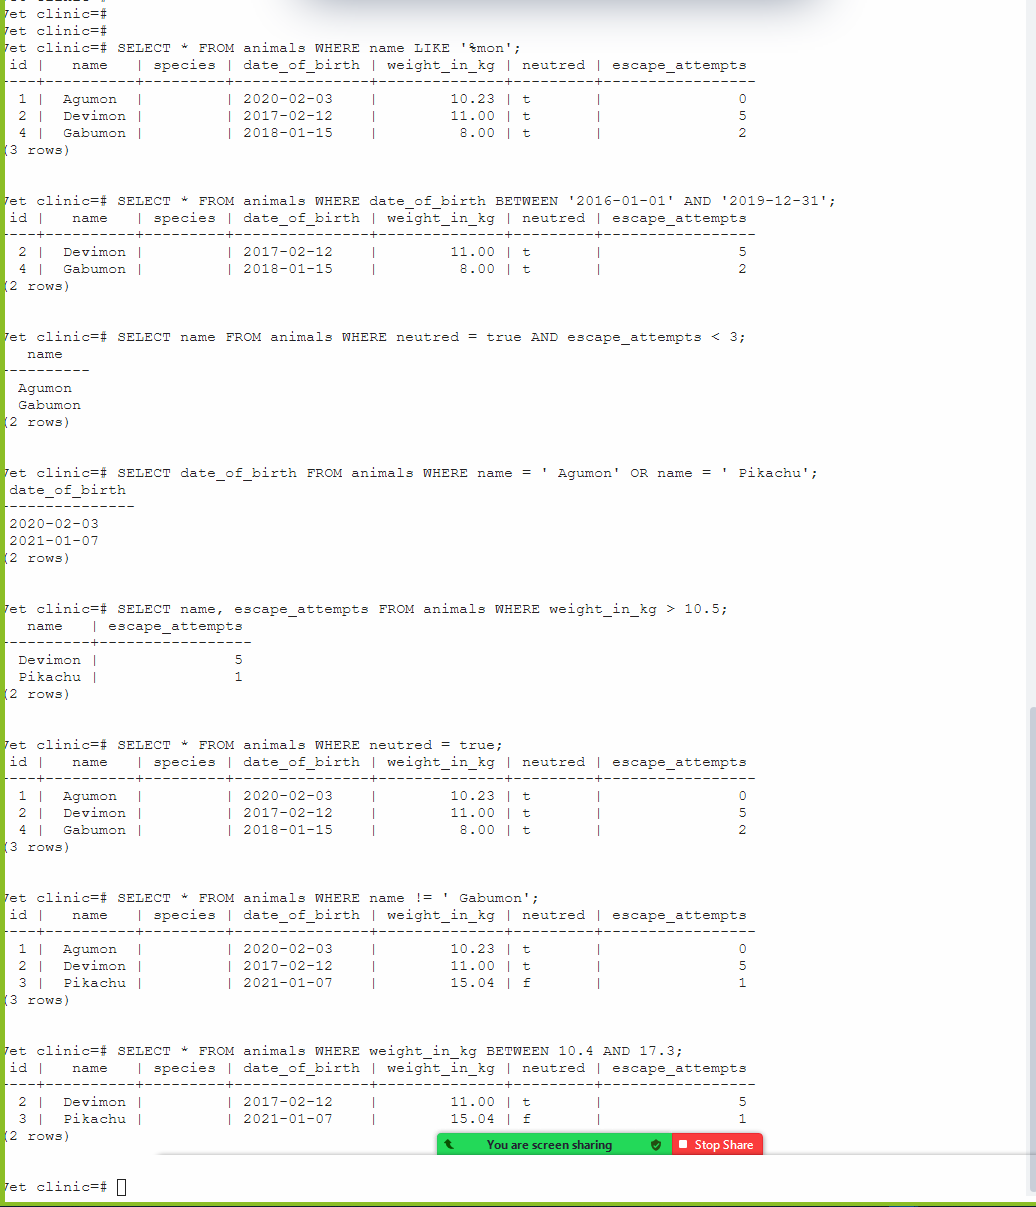 Vet clinic=#
Vet clinic=#
Vet clinic=# SELECT * FROM animals WHERE name LIKE '%mon';
id | name | species | date_of_birth | weight_in_kg | neutred | escape_attempts
----+----------+---------+---------------+--------------+---------+-----------------
1 | Agumon | | 2020-02-03 | 10.23 | t | 0
2 | Devimon | | 2017-02-12 | 11.00 | t | 5
4 | Gabumon | | 2018-01-15 | 8.00 | t | 2
(3 rows)
Vet clinic=# SELECT * FROM animals WHERE date_of_birth BETWEEN '2016-01-01' AND '2019-12-31';
id | name | species | date_of_birth | weight_in_kg | neutred | escape_attempts
----+----------+---------+---------------+--------------+---------+-----------------
2 | Devimon | | 2017-02-12 | 11.00 | t | 5
4 | Gabumon | | 2018-01-15 | 8.00 | t | 2
(2 rows)
Vet clinic=# SELECT name FROM animals WHERE neutred = true AND escape_attempts < 3;
name
----------
Agumon
Gabumon
(2 rows)
Vet clinic=# SELECT date_of_birth FROM animals WHERE name = ' Agumon' OR name = ' Pikachu';
date_of_birth
---------------
2020-02-03
2021-01-07
(2 rows)
Vet clinic=# SELECT name, escape_attempts FROM animals WHERE weight_in_kg > 10.5;
name | escape_attempts
----------+-----------------
Devimon | 5
Pikachu | 1
(2 rows)
Vet clinic=# SELECT * FROM animals WHERE neutred = true;
id | name | species | date_of_birth | weight_in_kg | neutred | escape_attempts
----+----------+---------+---------------+--------------+---------+-----------------
1 | Agumon | | 2020-02-03 | 10.23 | t | 0
2 | Devimon | | 2017-02-12 | 11.00 | t | 5
4 | Gabumon | | 2018-01-15 | 8.00 | t | 2
(3 rows)
Vet clinic=# SELECT * FROM animals WHERE name != ' Gabumon';
id | name | species | date_of_birth | weight_in_kg | neutred | escape_attempts
----+----------+---------+---------------+--------------+---------+-----------------
1 | Agumon | | 2020-02-03 | 10.23 | t | 0
2 | Devimon | | 2017-02-12 | 11.00 | t | 5
3 | Pikachu | | 2021-01-07 | 15.04 | f | 1
(3 rows)
Vet clinic=# SELECT * FROM animals WHERE weight_in_kg BETWEEN 10.4 AND 17.3;
id | name | species | date_of_birth | weight_in_kg | neutred | escape_attempts
----+----------+---------+---------------+--------------+---------+-----------------
2 | Devimon | | 2017-02-12 | 11.00 | t | 5
3 | Pikachu | | 2021-01-07 | 15.04 | f | 1
(2 rows)
You are screen sharing Stop Share
Vet clinic=#